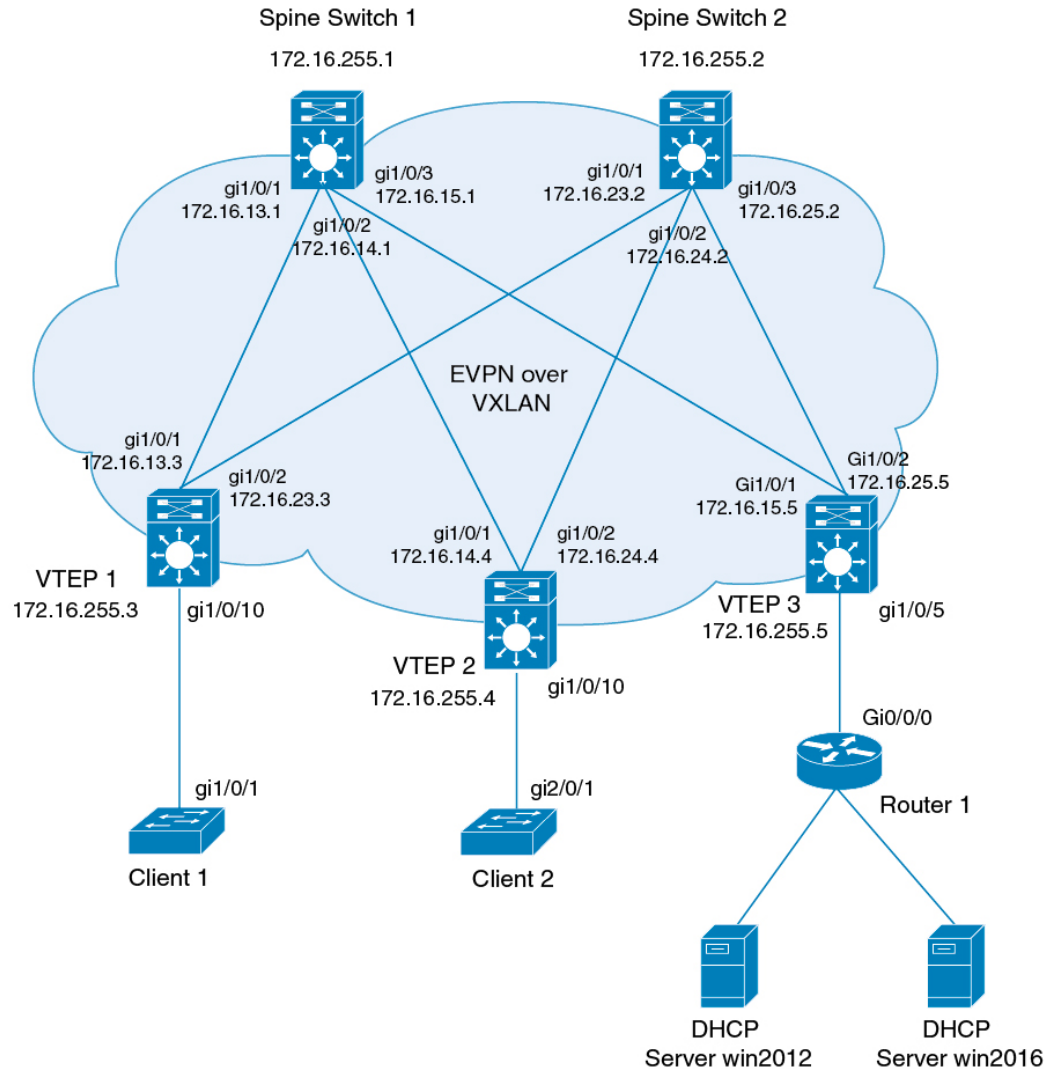 Spine Switch 1
172.16.255.1
Spine Switch 2
172.16.255.2
gi1/0/1
172.16.13.1
gi1/0/3
172.16.15.1
gi1/0/2
172.16.14.1
gi1/0/1
172.16.23.2
gi1/0/3
172.16.25.2
gi1/0/2
172.16.24.2
EVPN over
VXLAN
gi1/0/1
172.16.13.3
gi1/0/2
172.16.23.3
gi1/0/1
172.16.14.4
gi1/0/2
172.16.24.4
Gi1/0/1
172.16.15.5
Gi1/0/2
172.16.25.5
VTEP 1
172.16.255.3
gi1/0/10
VTEP 2
172.16.255.4
gi1/0/10
VTEP 3
172.16.255.5
gi1/0/5
Gi0/0/0
Router 1
gi1/0/1
Client 1
gi2/0/1
Client 2
DHCP
Server win2012
DHCP
Server win2016